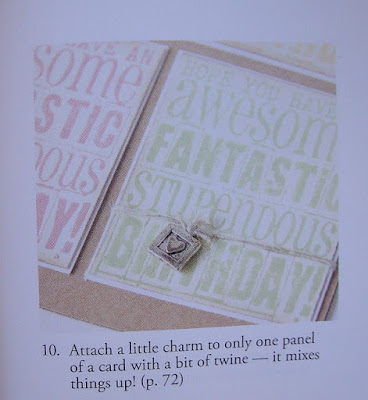 HAVE AN
some
STIC
dous
AY!
HOPE YOU HAVE
awesome
FANTASTIC
STUPENDOUS
BIRTHDAY!
10. Attach a little charm to only one panel
of a card with a bit of twine — it mixes
things up! (p. 72)